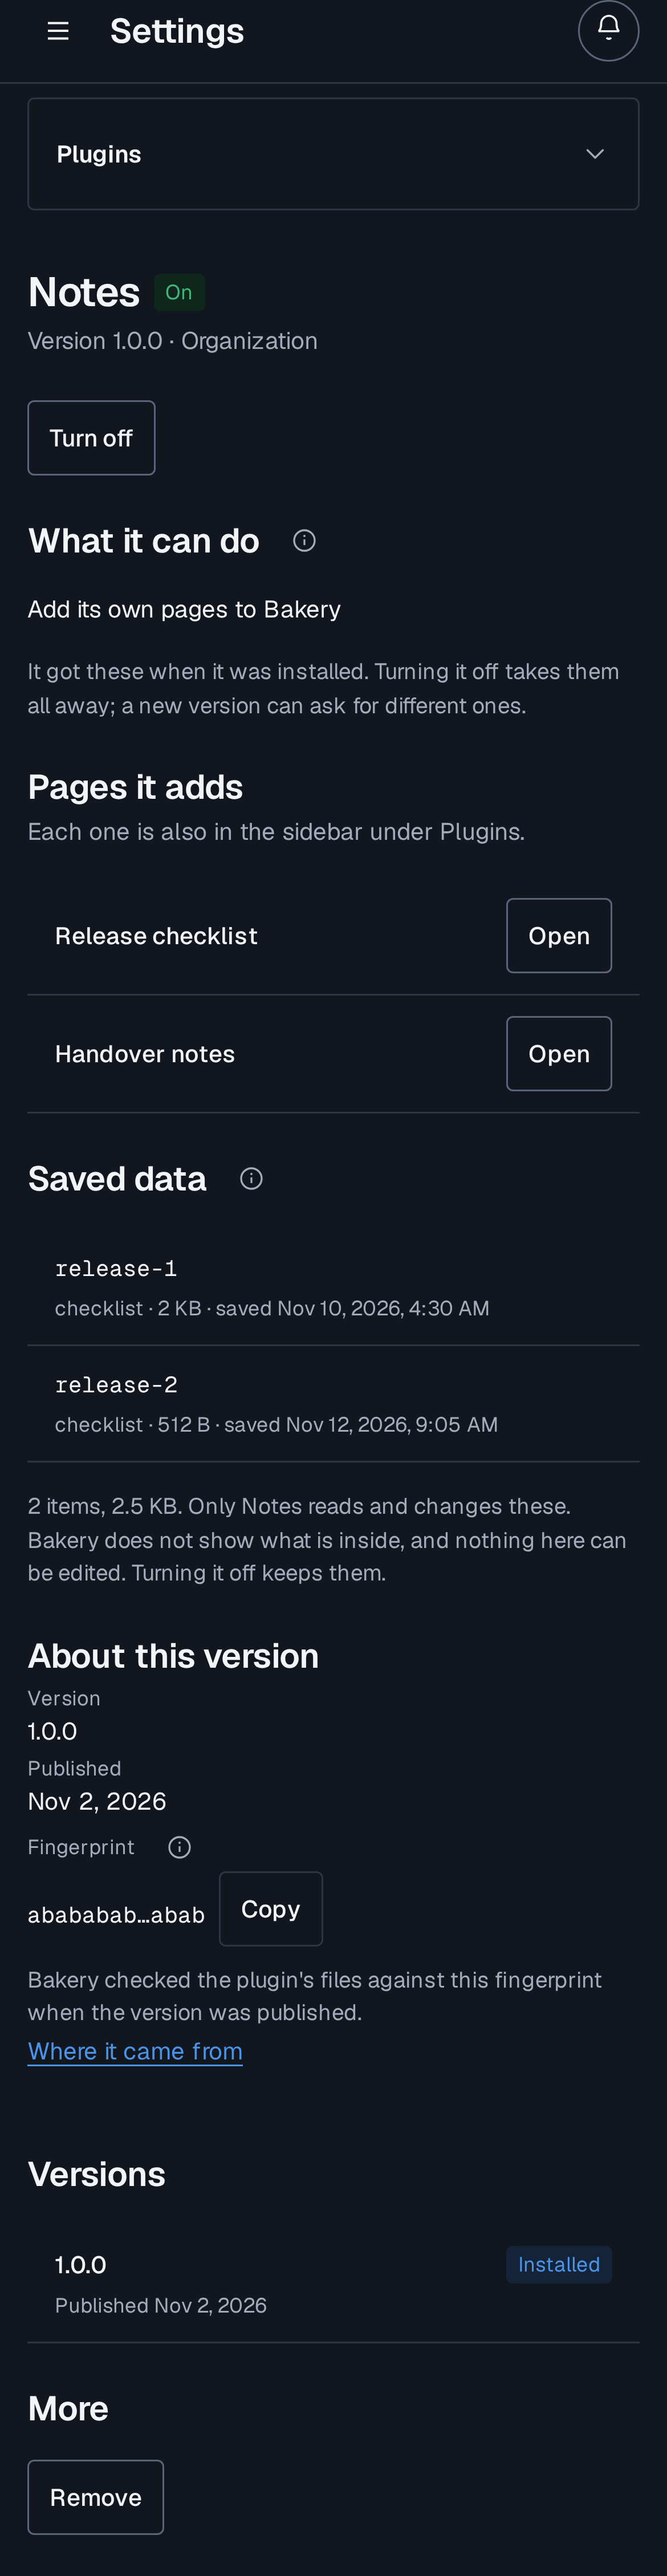 Settings
Plugins
Notes On
Version 1.0.0 · Organization
Turn off
What it can do
Add its own pages to Bakery
It got these when it was installed. Turning it off takes them
all away; a new version can ask for different ones.
Pages it adds
Each one is also in the sidebar under Plugins.
Release checklist Open
Handover notes Open
Saved data
release-1
checklist · 2 KB · saved Nov 10, 2026, 4:30 AM
release-2
checklist · 512 B · saved Nov 12, 2026, 9:05 AM
2 items, 2.5 KB. Only Notes reads and changes these.
Bakery does not show what is inside, and nothing here can
be edited. Turning it off keeps them.
About this version
Version
1.0.0
Published
Nov 2, 2026
Fingerprint
abababab…abab Copy
Bakery checked the plugin's files against this fingerprint
when the version was published.
Where it came from
Versions
1.0.0 Installed
Published Nov 2, 2026
More
Remove